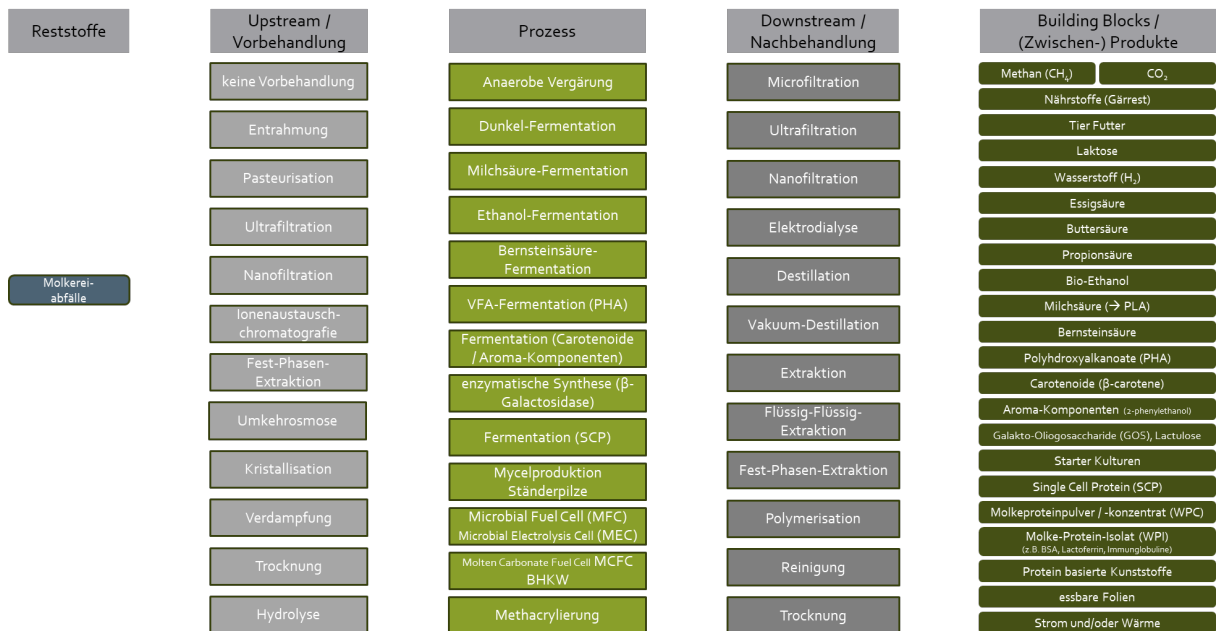 Reststoffe
Upstream /
Vorbehandlung
Prozess
Downstream /
Nachbehandlung
Building Blocks /
(Zwischen-) Produkte
Molkerei-
abfälle
keine Vorbehandlung
Entrahmung
Pasteurisation
Ultrafiltration
Nanofiltration
Ionenaustausch-
chromatografie
Fest-Phasen-
Extraktion
Umkehrosmose
Kristallisation
Verdampfung
Trocknung
Hydrolyse
Anaerobe Vergärung
Dunkel-Fermentation
Milchsäure-Fermentation
Ethanol-Fermentation
Bernsteinsäure-
Fermentation
VFA-Fermentation (PHA)
Fermentation (Carotenoide
/ Aroma-Komponenten)
enzymatische Synthese (β-
Galactosidase)
Fermentation (SCP)
Mycelproduktion
Ständerpilze
Microbial Fuel Cell (MFC)
Microbial Electrolysis Cell (MEC)
Molten Carbonate Fuel Cell MCFC
BHKW
Methacrylierung
Microfiltration
Ultrafiltration
Nanofiltration
Elektrodialyse
Destillation
Vakuum-Destillation
Extraktion
Flüssig-Flüssig-
Extraktion
Fest-Phasen-Extraktion
Polymerisation
Reinigung
Trocknung
Methan (CH₄)
CO₂
Nährstoffe (Gärrest)
Tier Futter
Laktose
Wasserstoff (H₂)
Essigsäure
Buttersäure
Propionsäure
Bio-Ethanol
Milchsäure (→ PLA)
Bernsteinsäure
Polyhdroxyalkanoate (PHA)
Carotenoide (β-carotene)
Aroma-Komponenten (2-phenylethanol)
Galakto-Oliogosaccharide (GOS), Lactulose
Starter Kulturen
Single Cell Protein (SCP)
Molkeproteinpulver / -konzentrat (WPC)
Molke-Protein-Isolat (WPI)
(z.B. BSA, Lactoferrin, Immunglobuline)
Protein basierte Kunststoffe
essbare Folien
Strom und/oder Wärme